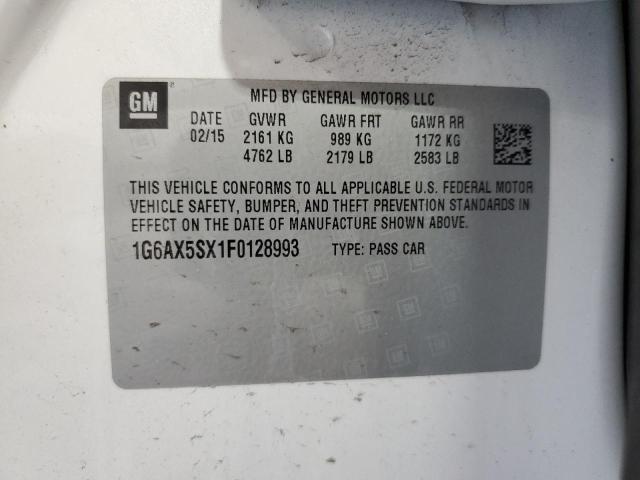 GM
MFD BY GENERAL MOTORS LLC
DATE GVWR GAWR FRT GAWR RR
02/15 2161 KG 989 KG 1172 KG
4762 LB 2179 LB 2583 LB
THIS VEHICLE CONFORMS TO ALL APPLICABLE U.S. FEDERAL MOTOR
VEHICLE SAFETY, BUMPER, AND THEFT PREVENTION STANDARDS IN
EFFECT ON THE DATE OF MANUFACTURE SHOWN ABOVE.
1G6AX5SX1F0128993 TYPE: PASS CAR